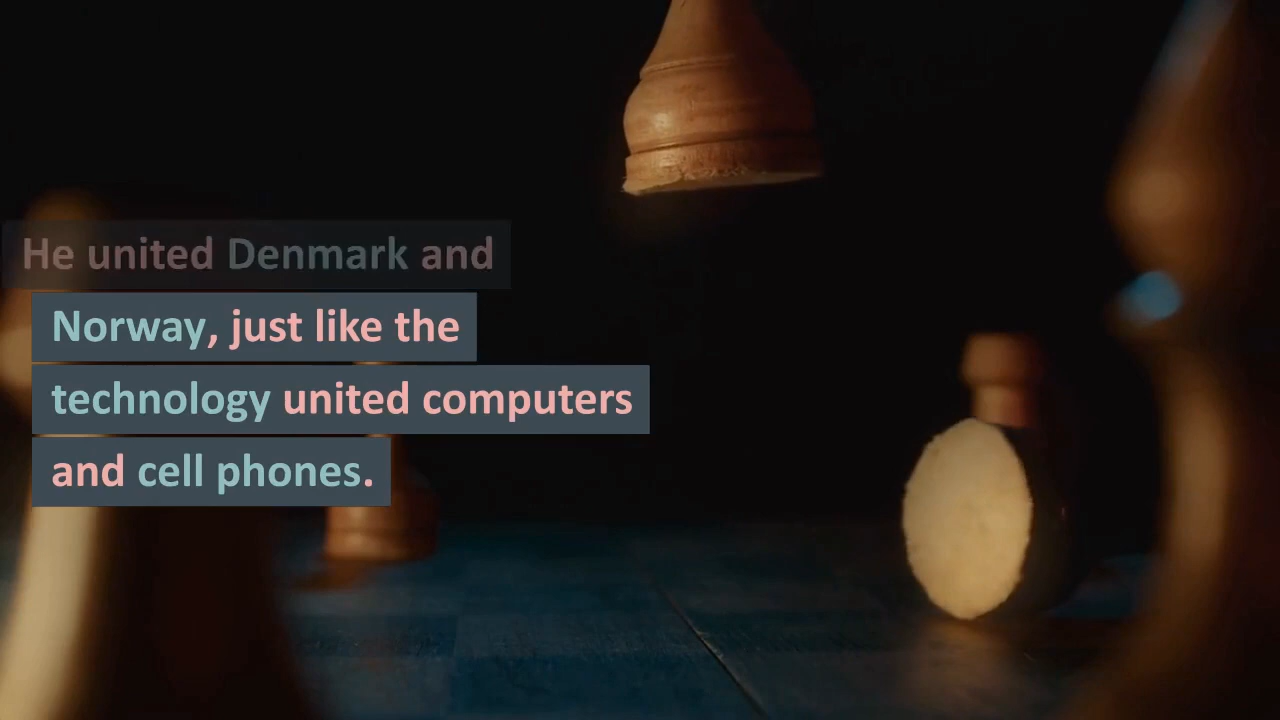 He united Denmark and
Norway, just like the
technology united computers
and cell phones.